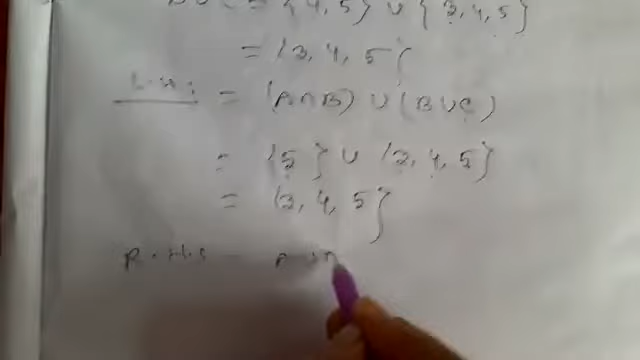 = {4, 5} ∪ {3, 4, 5}
= {3, 4, 5}
L.H.S = (A∩B) ∪ (B∪C)
= {5} ∪ {3, 4, 5}
= {3, 4, 5}
R.H.S =